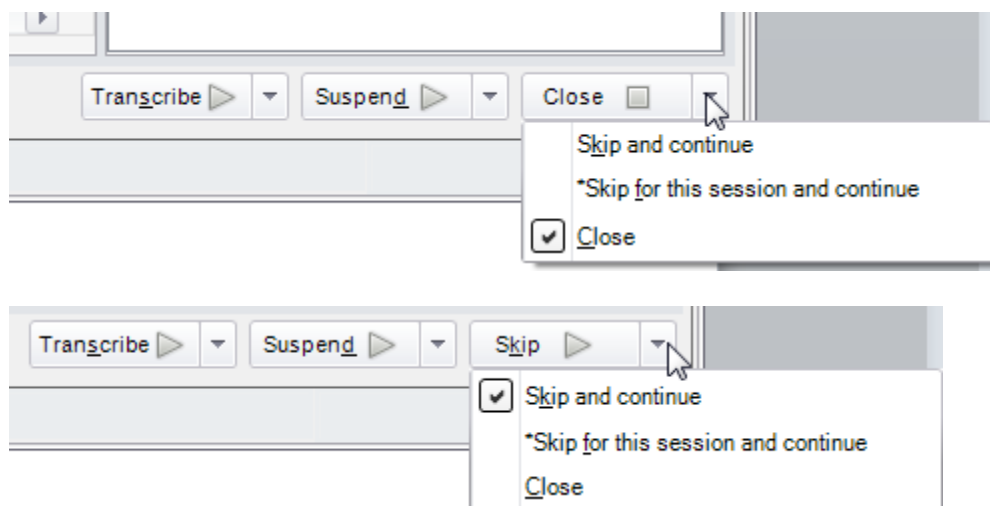 Transcribe Suspend Close
Skip and continue
*Skip for this session and continue
Close
Transcribe Suspend Skip
Skip and continue
*Skip for this session and continue
Close